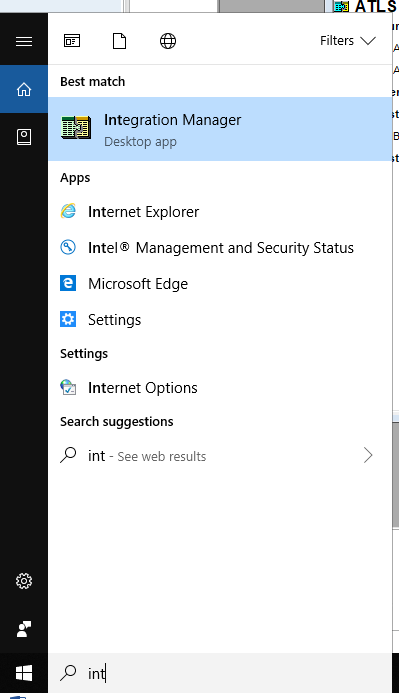 ATLS
Filters
Best match
Integration Manager
Desktop app
Apps
Internet Explorer
Intel® Management and Security Status
Microsoft Edge
Settings
Settings
Internet Options
Search suggestions
int - See web results
int